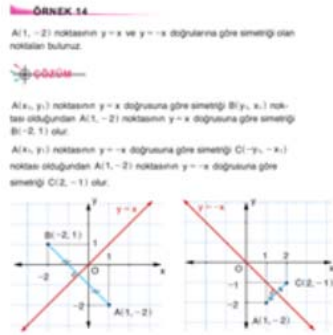 ÖRNEK 14
A(1, −2) noktasının y = x ve y = −x doğrularına göre simetriği olan
noktaları bulunuz.
ÇÖZÜM
A(x₁, y₁) noktasının y = x doğrusuna göre simetriği B(y₁, x₁) nok-
tası olduğundan A(1, −2) noktasının y = x doğrusuna göre simetriği
B(−2, 1) olur.
A(x₁, y₁) noktasının y = −x doğrusuna göre simetriği C(−y₁, −x₁)
noktası olduğundan A(1, −2) noktasının y = −x doğrusuna göre
simetriği C(2, −1) olur.
y
y = x
B(−2, 1)
1
1
−2
O
x
−2
A(1, −2)
y
y = −x
1 2
O
x
−1
C(2, −1)
−2
A(1, −2)